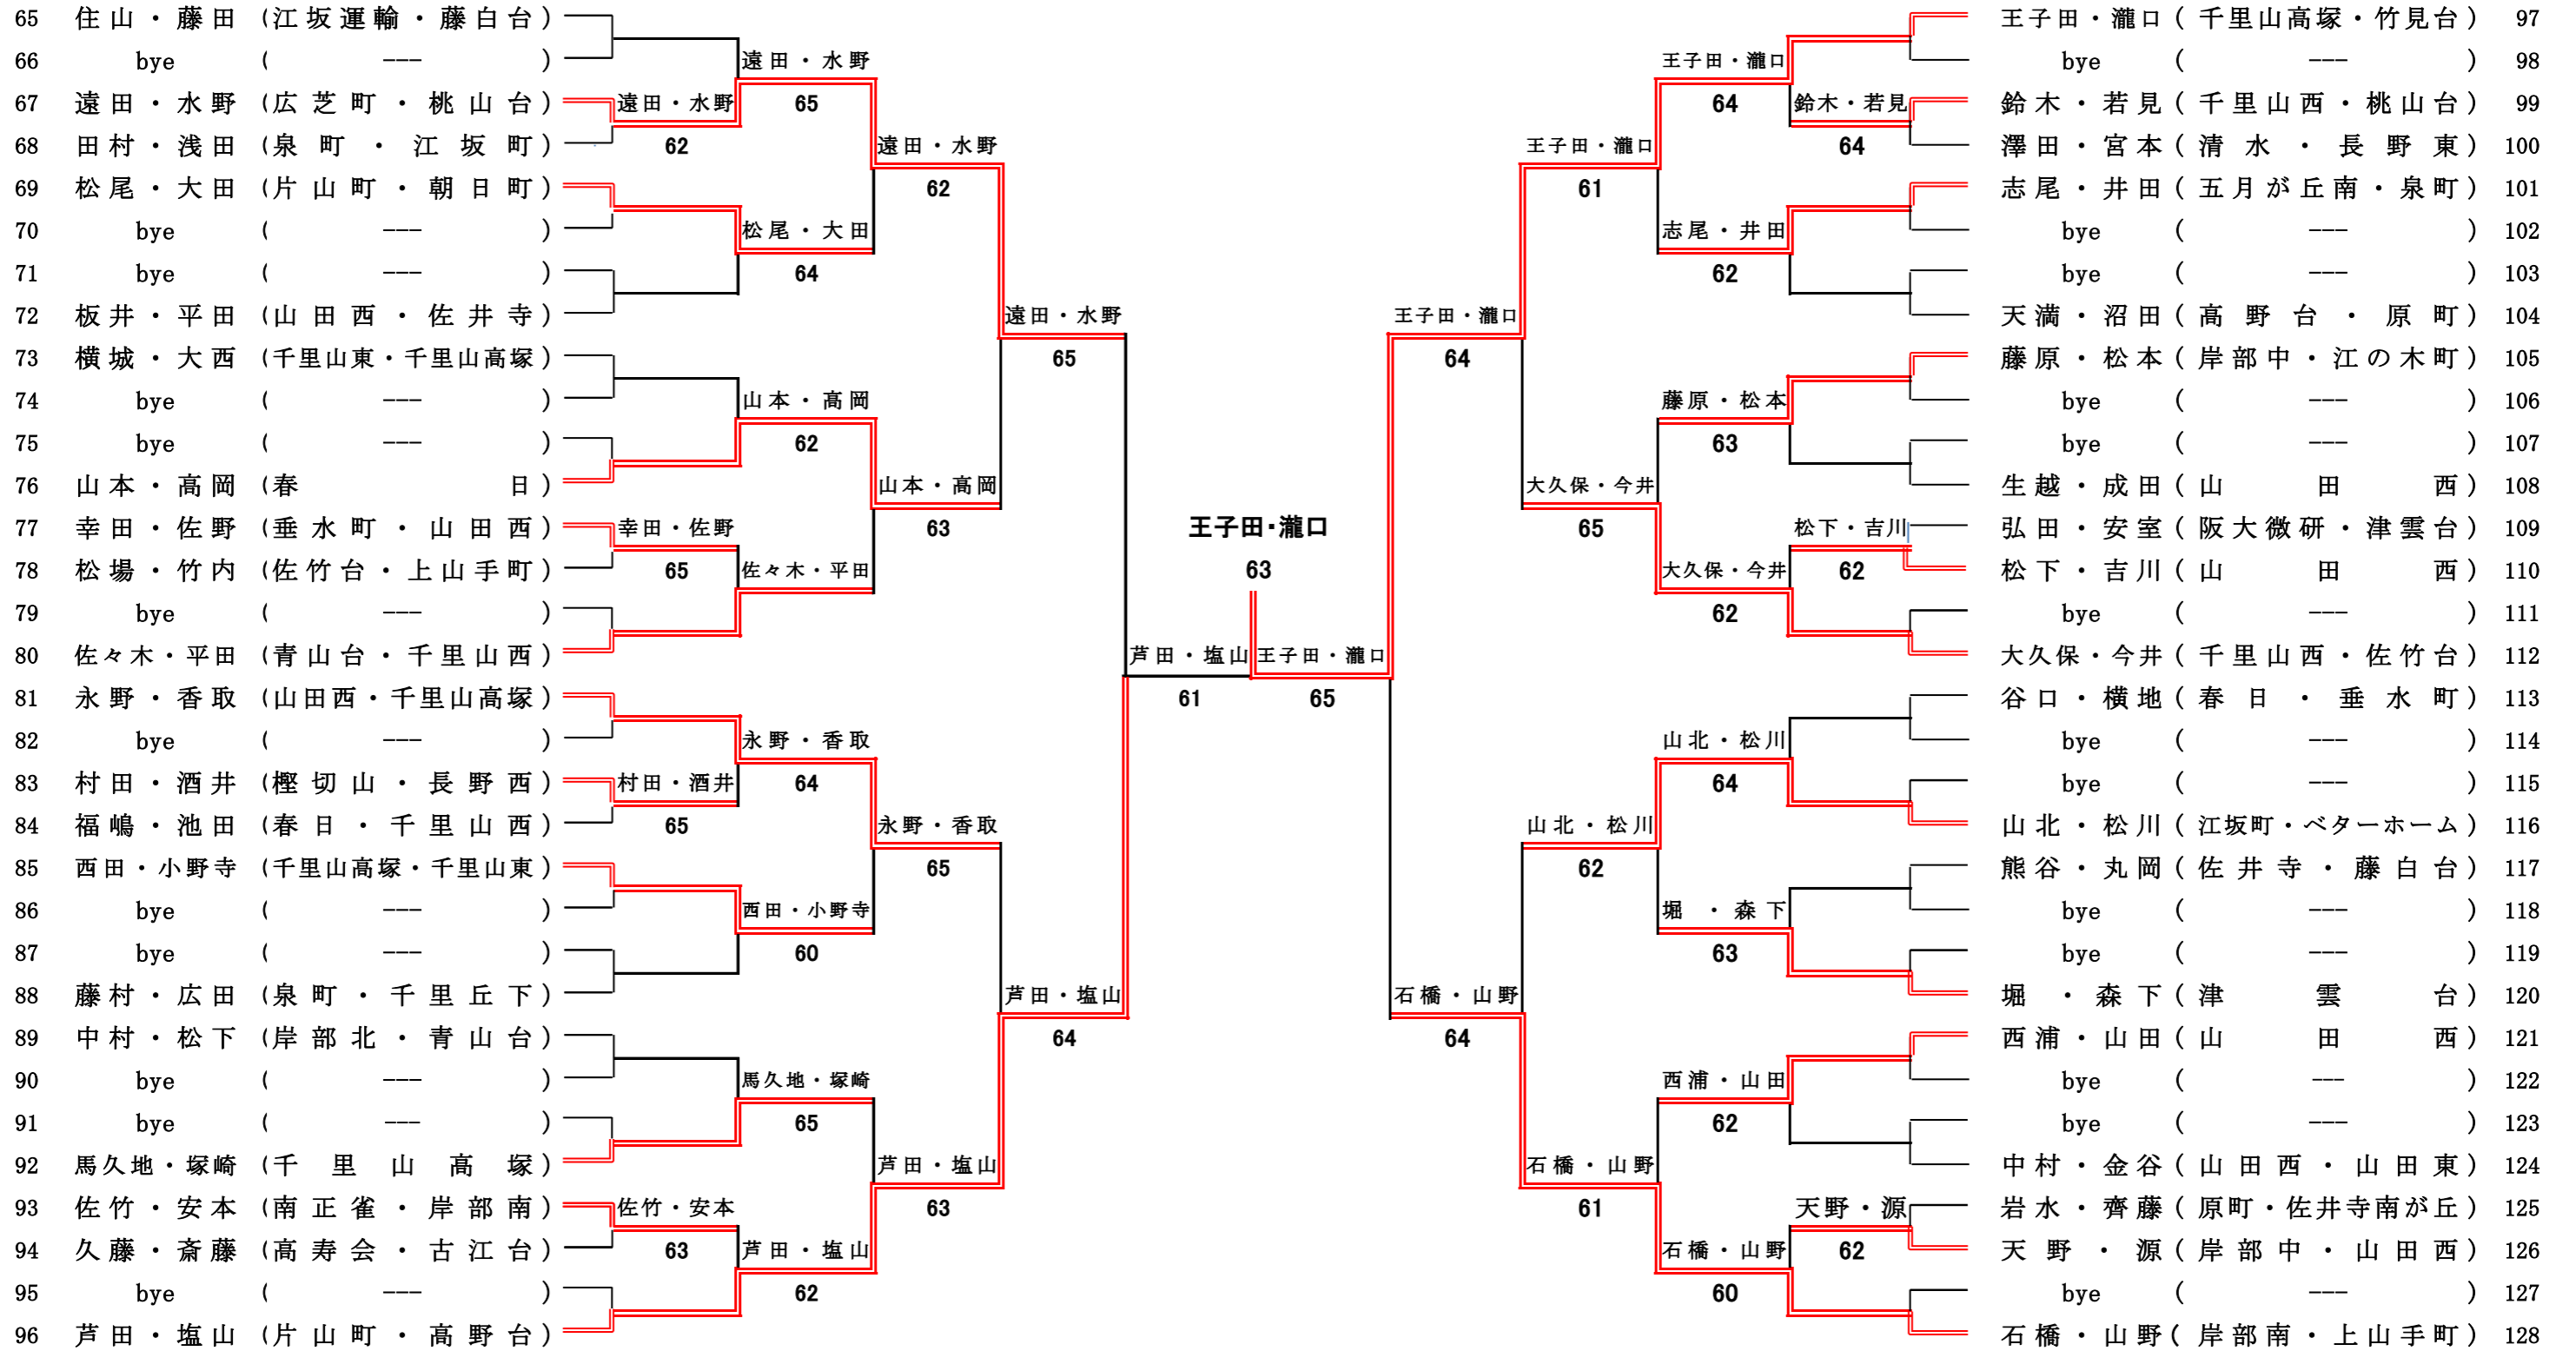 65 住山・藤田 (江坂運輸・藤白台)
66 bye ( --- )
67 遠田・水野 (広芝町・桃山台)
68 田村・浅田 (泉町・江坂町)
69 松尾・大田 (片山町・朝日町)
70 bye ( --- )
71 bye ( --- )
72 板井・平田 (山田西・佐井寺)
73 横城・大西 (千里山東・千里山高塚)
74 bye ( --- )
75 bye ( --- )
76 山本・高岡 (春日)
77 幸田・佐野 (垂水町・山田西)
78 松場・竹内 (佐竹台・上山手町)
79 bye ( --- )
80 佐々木・平田 (青山台・千里山西)
81 永野・香取 (山田西・千里山高塚)
82 bye ( --- )
83 村田・酒井 (樫切山・長野西)
84 福嶋・池田 (春日・千里山西)
85 西田・小野寺 (千里山高塚・千里山東)
86 bye ( --- )
87 bye ( --- )
88 藤村・広田 (泉町・千里丘下)
89 中村・松下 (岸部北・青山台)
90 bye ( --- )
91 bye ( --- )
92 馬久地・塚崎 (千里山高塚)
93 佐竹・安本 (南正雀・岸部南)
94 久藤・斎藤 (高寿会・古江台)
95 bye ( --- )
96 芦田・塩山 (片山町・高野台)
遠田・水野
62
幸田・佐野
65
村田・酒井
65
佐竹・安本
63
遠田・水野
65
松尾・大田
64
山本・高岡
62
佐々木・平田
永野・香取
64
西田・小野寺
60
馬久地・塚崎
65
芦田・塩山
62
遠田・水野
62
山本・高岡
63
永野・香取
65
芦田・塩山
63
遠田・水野
65
芦田・塩山
64
芦田・塩山
61
王子田・瀧口
63
王子田・瀧口
65
王子田・瀧口
64
石橋・山野
64
王子田・瀧口
61
大久保・今井
65
山北・松川
62
石橋・山野
61
王子田・瀧口
64
志尾・井田
62
藤原・松本
63
大久保・今井
62
山北・松川
64
堀・森下
63
西浦・山田
62
石橋・山野
60
鈴木・若見
64
松下・吉川
62
天野・源
62
王子田・瀧口 (千里山高塚・竹見台) 97
bye ( --- ) 98
鈴木・若見 (千里山西・桃山台) 99
澤田・宮本 (清水・長野東) 100
志尾・井田 (五月が丘南・泉町) 101
bye ( --- ) 102
bye ( --- ) 103
天満・沼田 (高野台・原町) 104
藤原・松本 (岸部中・江の木町) 105
bye ( --- ) 106
bye ( --- ) 107
生越・成田 (山田西) 108
弘田・安室 (阪大微研・津雲台) 109
松下・吉川 (山田西) 110
bye ( --- ) 111
大久保・今井 (千里山西・佐竹台) 112
谷口・横地 (春日・垂水町) 113
bye ( --- ) 114
bye ( --- ) 115
山北・松川 (江坂町・ベターホーム) 116
熊谷・丸岡 (佐井寺・藤白台) 117
bye ( --- ) 118
bye ( --- ) 119
堀・森下 (津雲台) 120
西浦・山田 (山田西) 121
bye ( --- ) 122
bye ( --- ) 123
中村・金谷 (山田西・山田東) 124
岩水・齊藤 (原町・佐井寺南が丘) 125
天野・源 (岸部中・山田西) 126
bye ( --- ) 127
石橋・山野 (岸部南・上山手町) 128